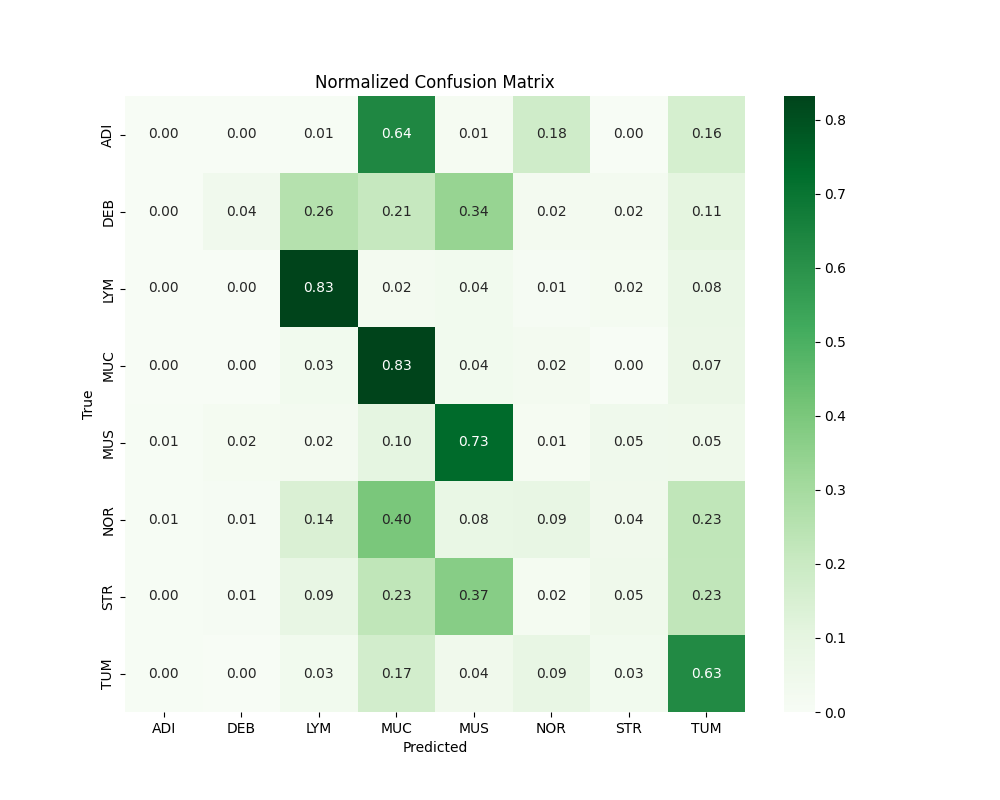 Normalized Confusion Matrix
ADI 0.00 0.00 0.01 0.64 0.01 0.18 0.00 0.16
DEB 0.00 0.04 0.26 0.21 0.34 0.02 0.02 0.11
LYM 0.00 0.00 0.83 0.02 0.04 0.01 0.02 0.08
MUC 0.00 0.00 0.03 0.83 0.04 0.02 0.00 0.07
MUS 0.01 0.02 0.02 0.10 0.73 0.01 0.05 0.05
NOR 0.01 0.01 0.14 0.40 0.08 0.09 0.04 0.23
STR 0.00 0.01 0.09 0.23 0.37 0.02 0.05 0.23
TUM 0.00 0.00 0.03 0.17 0.04 0.09 0.03 0.63
True
ADI DEB LYM MUC MUS NOR STR TUM
Predicted
0.8
0.7
0.6
0.5
0.4
0.3
0.2
0.1
0.0